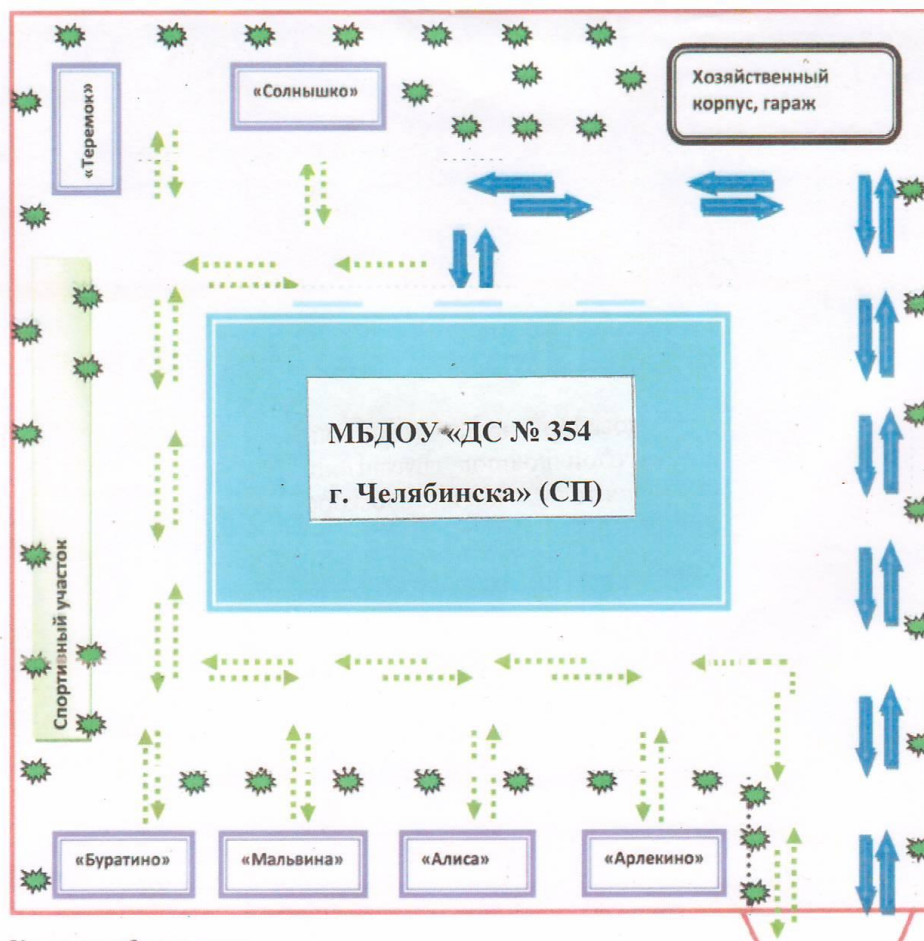 «Теремок»
«Солнышко»
Хозяйственный
корпус, гараж
МБДОУ «ДС № 354
г. Челябинска» (СП)
Спортивный участок
«Буратино»
«Мальвина»
«Алиса»
«Арлекино»